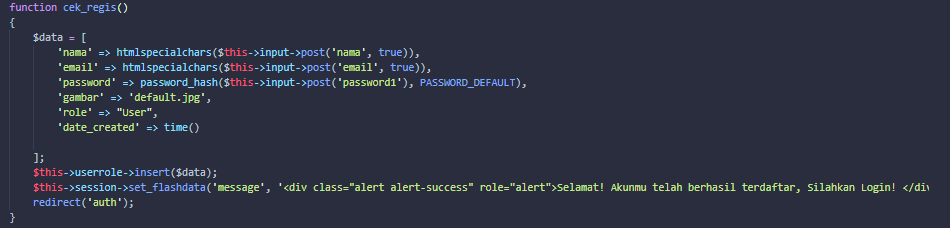 function cek_regis()
{
$data = [
'nama' => htmlspecialchars($this->input->post('nama', true)),
'email' => htmlspecialchars($this->input->post('email', true)),
'password' => password_hash($this->input->post('password1'), PASSWORD_DEFAULT),
'gambar' => 'default.jpg',
'role' => "User",
'date_created' => time()
];
$this->userrole->insert($data);
$this->session->set_flashdata('message', '<div class="alert alert-success" role="alert">Selamat! Akunmu telah berhasil terdaftar, Silahkan Login! </div
redirect('auth');
}